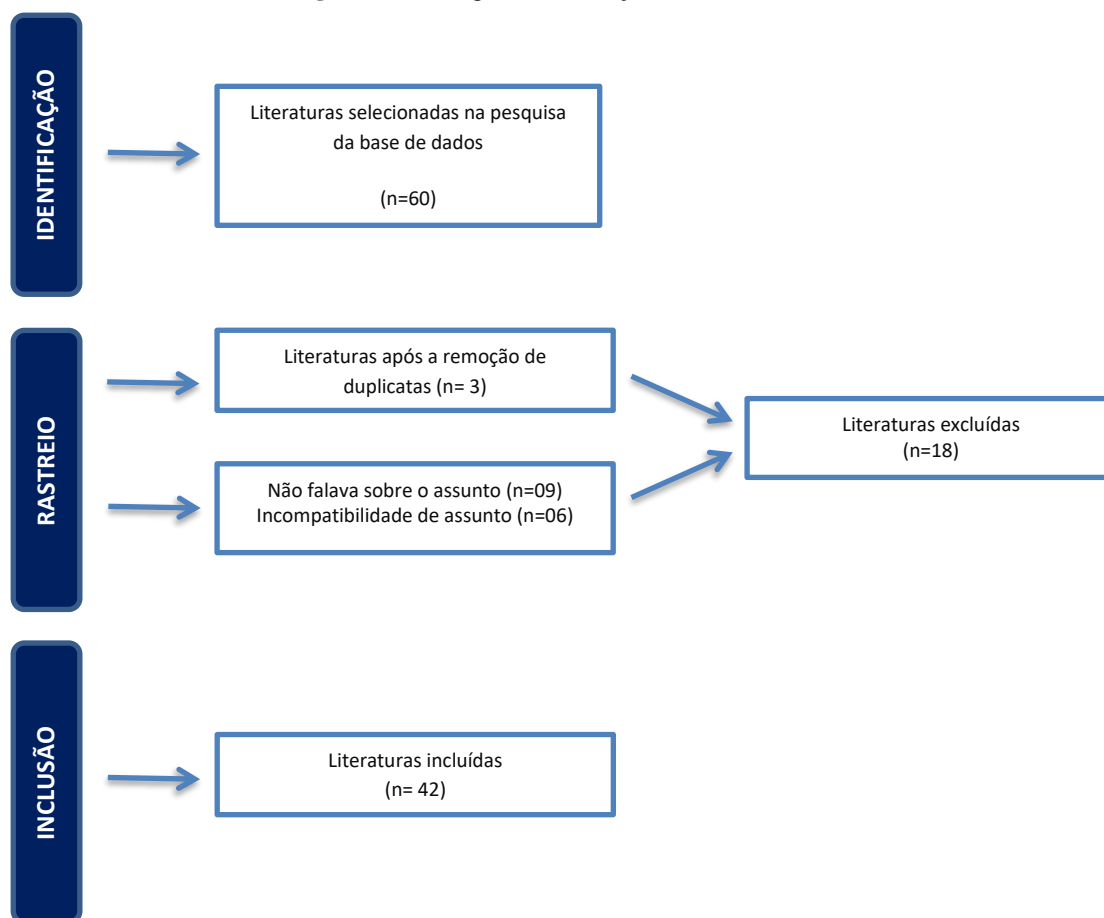 IDENTIFICAÇÃO
Literaturas selecionadas na pesquisa
da base de dados
(n=60)
RASTREIO
Literaturas após a remoção de
duplicatas (n= 3)
Não falava sobre o assunto (n=09)
Incompatibilidade de assunto (n=06)
Literaturas excluídas
(n=18)
INCLUSÃO
Literaturas incluídas
(n= 42)